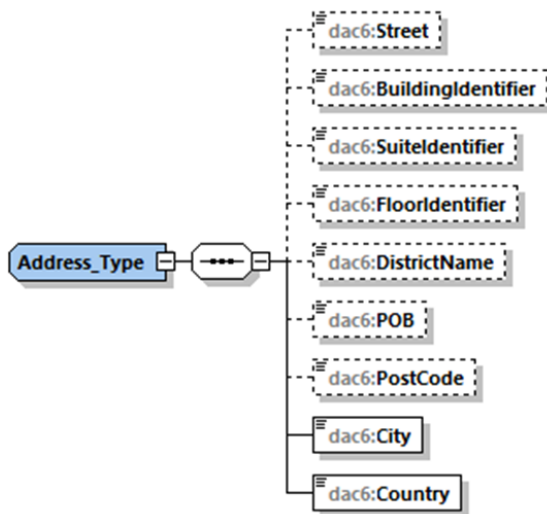 dac6:Street
dac6:BuildingIdentifier
dac6:SuiteIdentifier
dac6:FloorIdentifier
Address_Type
dac6:DistrictName
dac6:POB
dac6:PostCode
dac6:City
dac6:Country